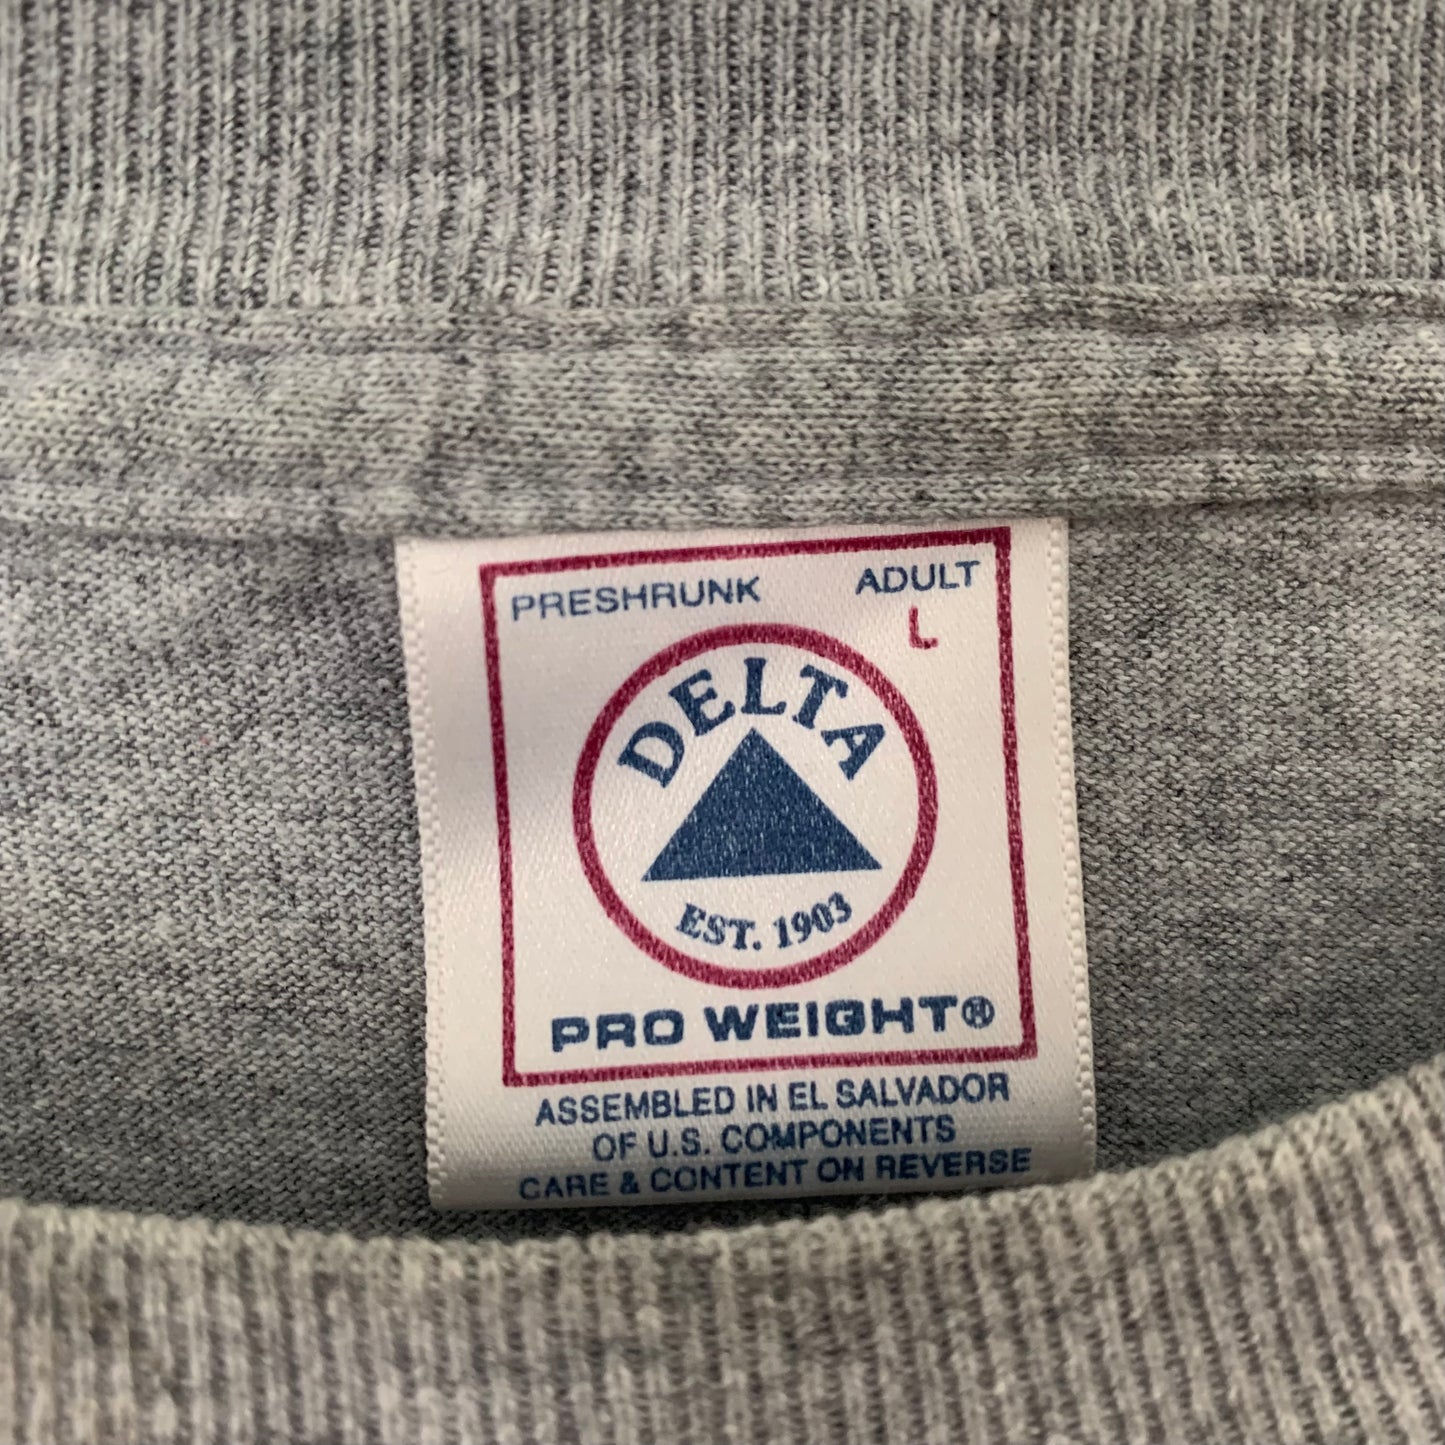 PRESHRUNK ADULT
L
DELTA
EST. 1903
PRO WEIGHT®
ASSEMBLED IN EL SALVADOR
OF U.S. COMPONENTS
CARE & CONTENT ON REVERSE